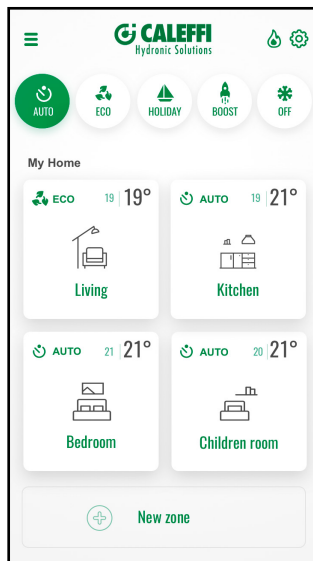 CALEFFI
Hydronic Solutions
AUTO
ECO
HOLIDAY
BOOST
OFF
My Home
ECO 19 19°
Living
AUTO 19 21°
Kitchen
AUTO 21 21°
Bedroom
AUTO 20 21°
Children room
New zone